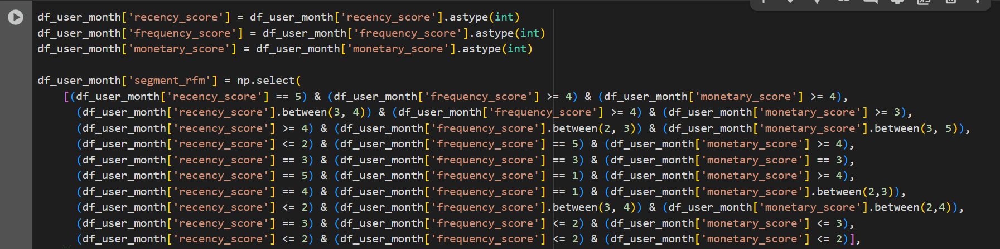 df_user_month['recency_score'] = df_user_month['recency_score'].astype(int)
df_user_month['frequency_score'] = df_user_month['frequency_score'].astype(int)
df_user_month['monetary_score'] = df_user_month['monetary_score'].astype(int)
df_user_month['segment_rfm'] = np.select(
[(df_user_month['recency_score'] == 5) & (df_user_month['frequency_score'] >= 4) & (df_user_month['monetary_score'] >= 4),
(df_user_month['recency_score'].between(3, 4)) & (df_user_month['frequency_score'] >= 4) & (df_user_month['monetary_score'] >= 3),
(df_user_month['recency_score'] >= 4) & (df_user_month['frequency_score'].between(2, 3)) & (df_user_month['monetary_score'].between(3, 5)),
(df_user_month['recency_score'] <= 2) & (df_user_month['frequency_score'] == 5) & (df_user_month['monetary_score'] >= 4),
(df_user_month['recency_score'] == 3) & (df_user_month['frequency_score'] == 3) & (df_user_month['monetary_score'] == 3),
(df_user_month['recency_score'] == 5) & (df_user_month['frequency_score'] == 1) & (df_user_month['monetary_score'] >= 4),
(df_user_month['recency_score'] == 4) & (df_user_month['frequency_score'] == 1) & (df_user_month['monetary_score'].between(2,3)),
(df_user_month['recency_score'] <= 2) & (df_user_month['frequency_score'].between(3, 4)) & (df_user_month['monetary_score'].between(2,4)),
(df_user_month['recency_score'] == 3) & (df_user_month['frequency_score'] <= 2) & (df_user_month['monetary_score'] <= 3),
(df_user_month['recency_score'] <= 2) & (df_user_month['frequency_score'] <= 2) & (df_user_month['monetary_score'] <= 2)],